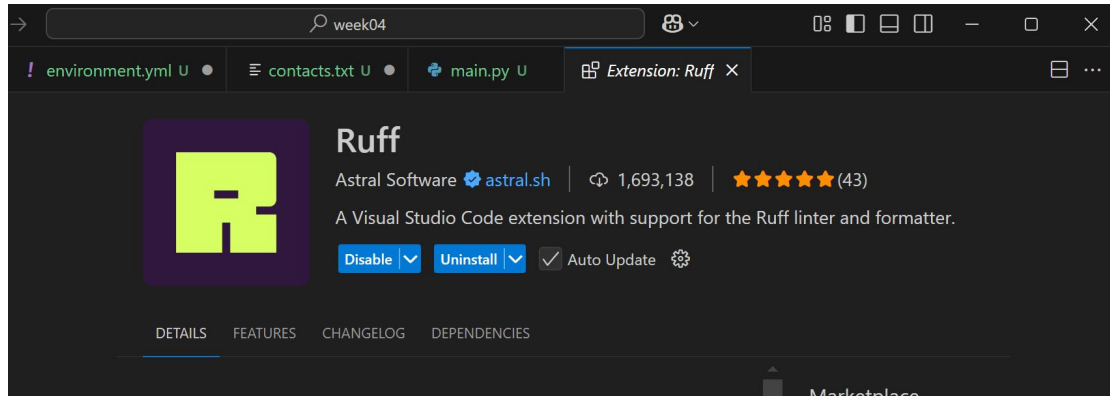 week04
environment.yml U
contacts.txt U
main.py U
Extension: Ruff
R
Ruff
Astral Software astral.sh 1,693,138 (43)
A Visual Studio Code extension with support for the Ruff linter and formatter.
Disable Uninstall Auto Update
DETAILS FEATURES CHANGELOG DEPENDENCIES
Marketplace